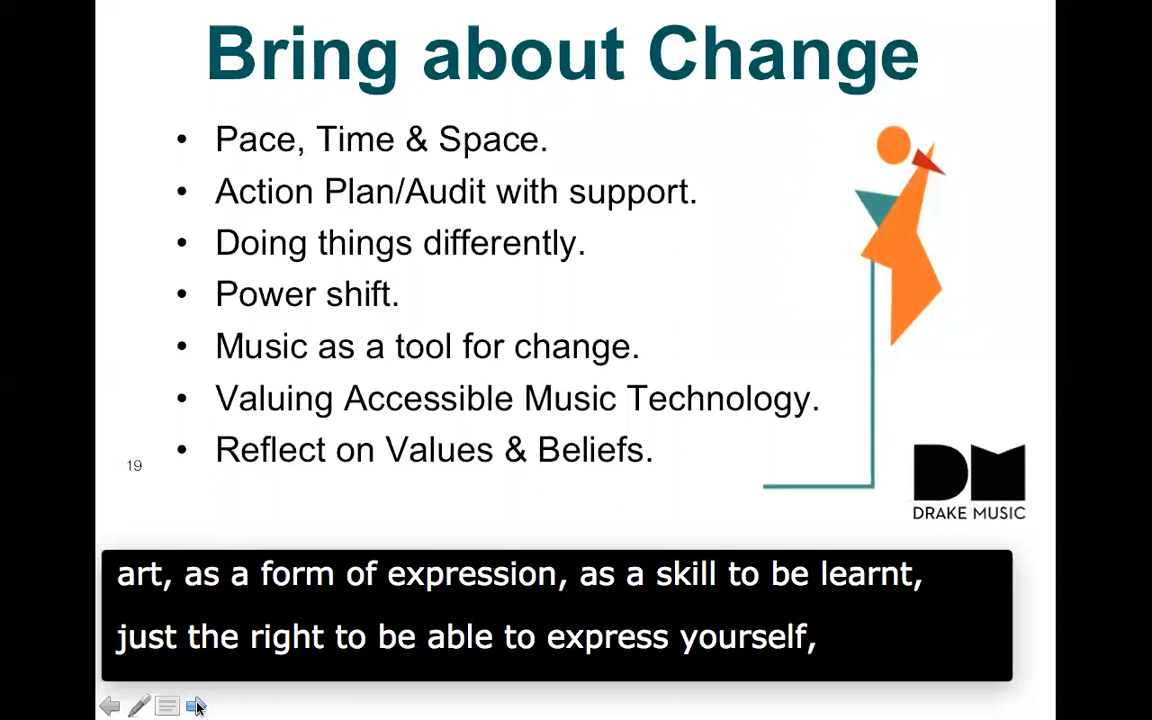 Bring about Change
• Pace, Time & Space.
• Action Plan/Audit with support.
• Doing things differently.
• Power shift.
• Music as a tool for change.
• Valuing Accessible Music Technology.
• Reflect on Values & Beliefs.
19
DM
DRAKE MUSIC
art, as a form of expression, as a skill to be learnt,
just the right to be able to express yourself,